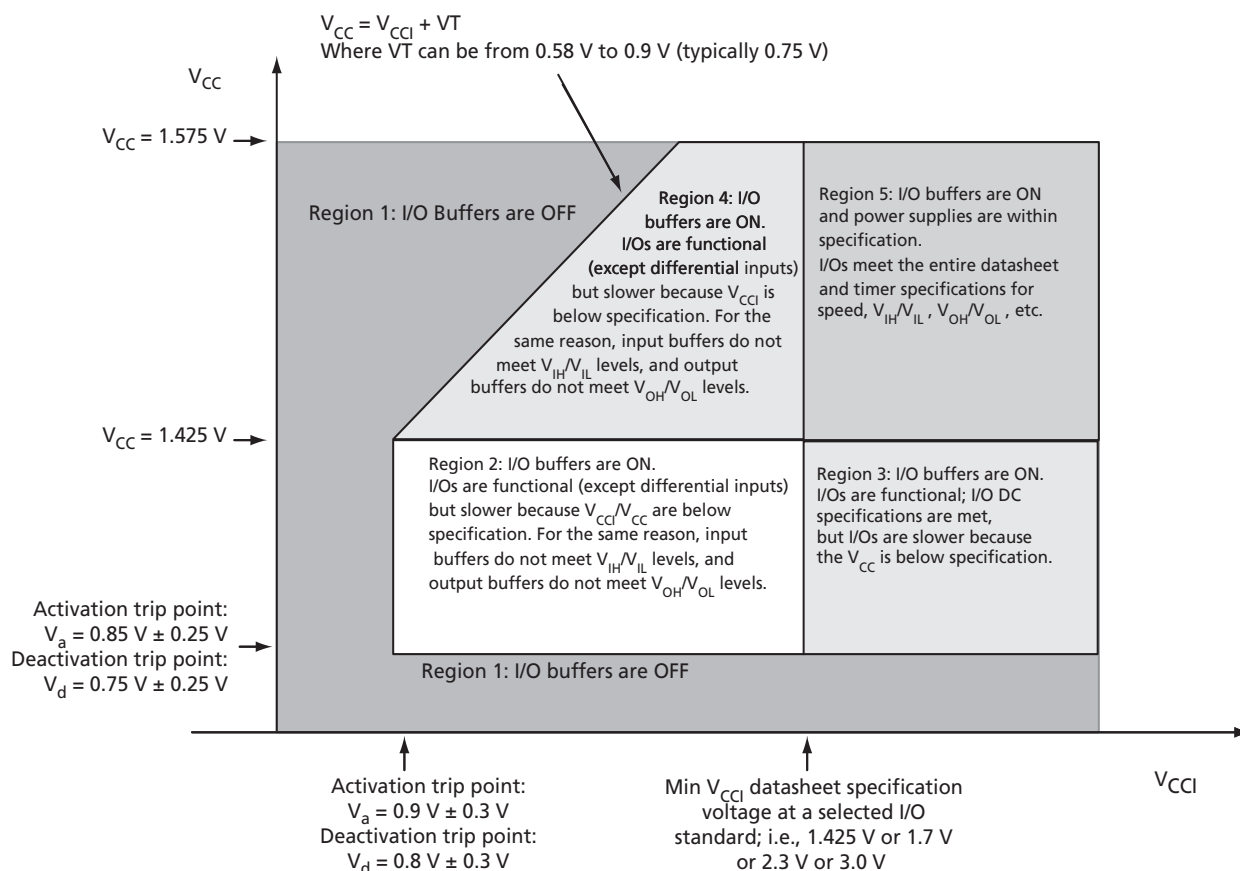 V_CC = V_CCI + VT
Where VT can be from 0.58 V to 0.9 V (typically 0.75 V)
V_CC
V_CC = 1.575 V
Region 1: I/O Buffers are OFF
Region 4: I/O
buffers are ON.
I/Os are functional
(except differential inputs)
but slower because V_CCI is
below specification. For the
same reason, input buffers do not
meet V_IH/V_IL levels, and output
buffers do not meet V_OH/V_OL levels.
Region 5: I/O buffers are ON
and power supplies are within
specification.
I/Os meet the entire datasheet
and timer specifications for
speed, V_IH/V_IL , V_OH/V_OL , etc.
V_CC = 1.425 V
Region 2: I/O buffers are ON.
I/Os are functional (except differential inputs)
but slower because V_CCI/V_CC are below
specification. For the same reason, input
buffers do not meet V_IH/V_IL levels, and
output buffers do not meet V_OH/V_OL levels.
Region 3: I/O buffers are ON.
I/Os are functional; I/O DC
specifications are met,
but I/Os are slower because
the V_CC is below specification.
Activation trip point:
V_a = 0.85 V ± 0.25 V
Deactivation trip point:
V_d = 0.75 V ± 0.25 V
Region 1: I/O buffers are OFF
Activation trip point:
V_a = 0.9 V ± 0.3 V
Deactivation trip point:
V_d = 0.8 V ± 0.3 V
Min V_CCI datasheet specification
voltage at a selected I/O
standard; i.e., 1.425 V or 1.7 V
or 2.3 V or 3.0 V
V_CCI